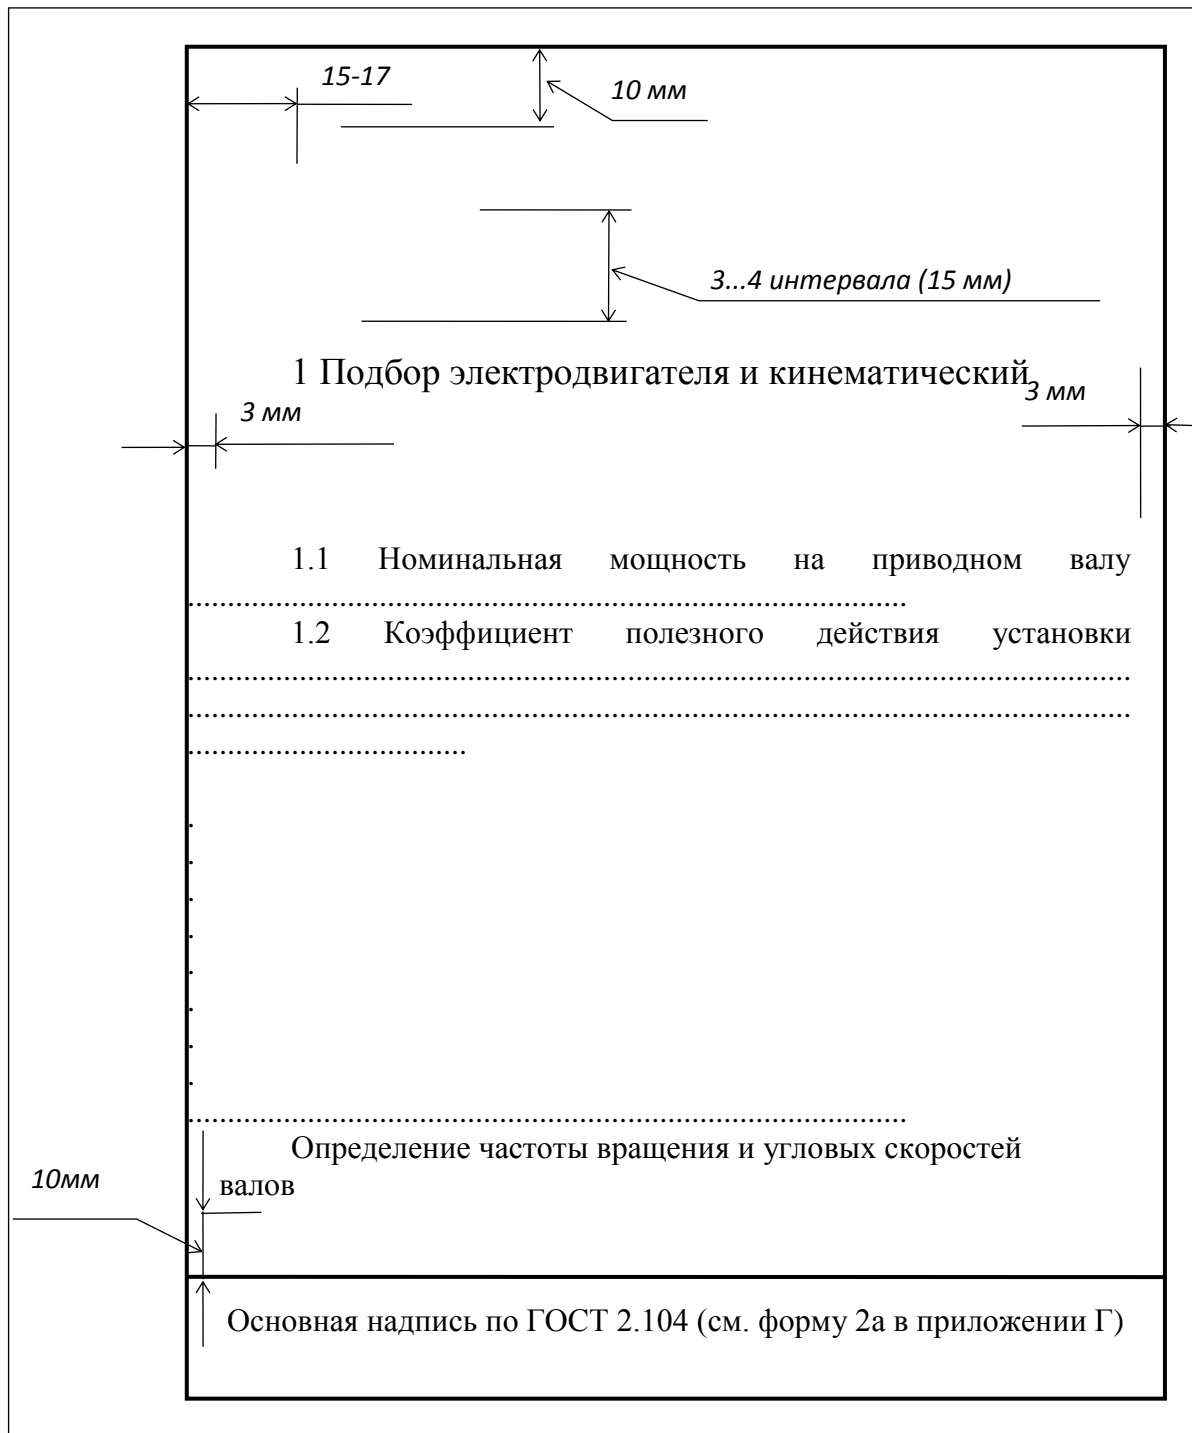 15-17
10 мм
3...4 интервала (15 мм)
1 Подбор электродвигателя и кинематический
3 мм
3 мм
1.1 Номинальная мощность на приводном валу
..........................................................................................
1.2 Коэффициент полезного действия установки
......................................................................................................................
......................................................................................................................
...................................
.
.
.
.
.
.
.
.
..........................................................................................
Определение частоты вращения и угловых скоростей
10мм
валов
Основная надпись по ГОСТ 2.104 (см. форму 2а в приложении Г)